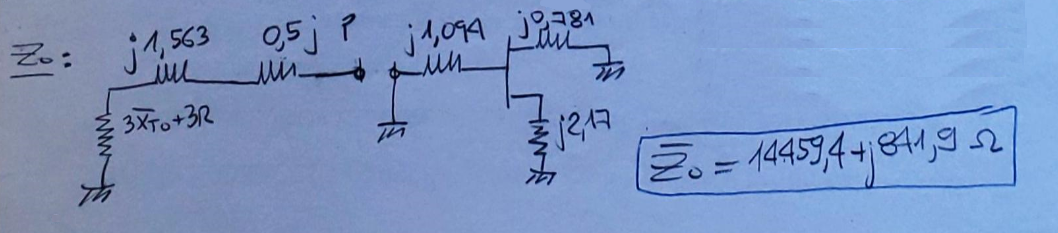 Z₀: j1,563 0,5j P j1,094 j0,781
3X̅T₀+3R j2,17
Z̅₀ = 14459,4+j841,9 Ω